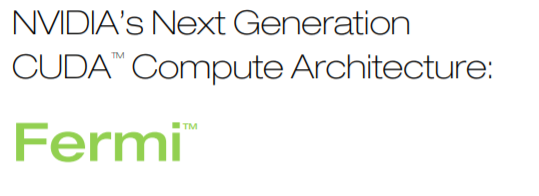 NVIDIA’s Next Generation
CUDA™ Compute Architecture:
Fermi™